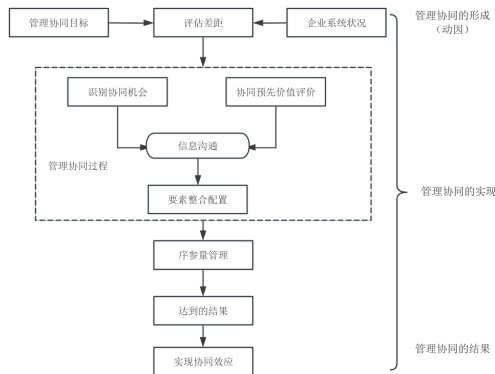 管理协同目标
评估差距
企业系统状况
管理协同的形成
（动因）
识别协同机会
协同预先价值评价
信息沟通
管理协同过程
要素整合配置
管理协同的实现
序参量管理
达到的结果
管理协同的结果
实现协同效应